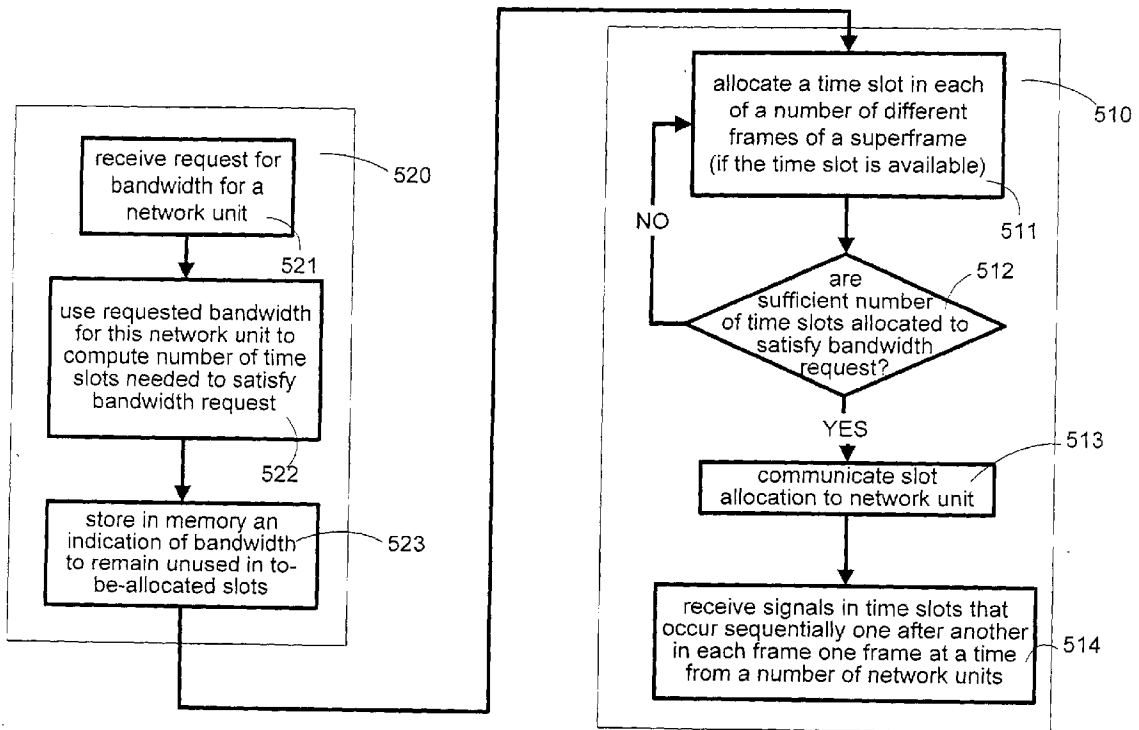 receive request for
bandwidth for a
network unit
520
521
use requested bandwidth
for this network unit to
compute number of time
slots needed to satisfy
bandwidth request
522
store in memory an
indication of bandwidth
to remain unused in to-
be-allocated slots
523
allocate a time slot in each
of a number of different
frames of a superframe
(if the time slot is available)
510
511
NO
are
sufficient number
of time slots allocated to
satisfy bandwidth
request?
512
YES
communicate slot
allocation to network unit
513
receive signals in time slots that
occur sequentially one after another
in each frame one frame at a time
from a number of network units
514